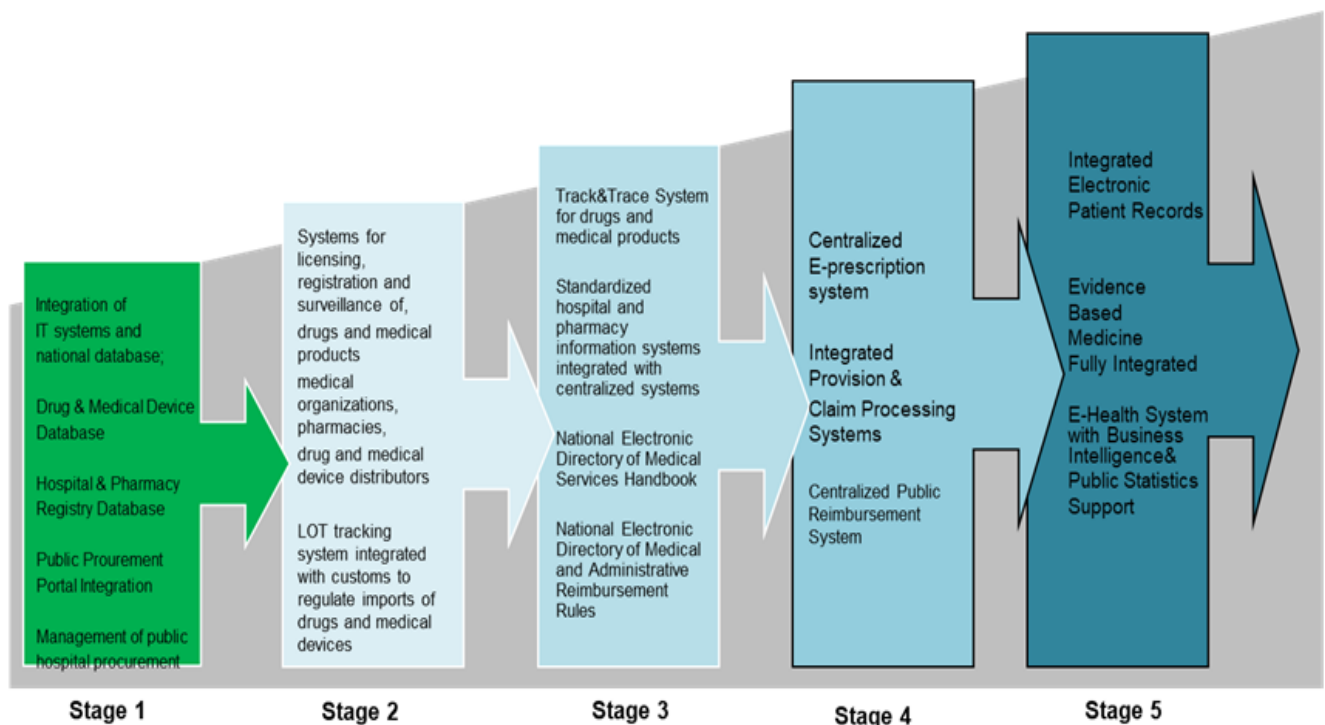 Integration of
IT systems and
national database;
Drug & Medical Device
Database
Hospital & Pharmacy
Registry Database
Public Prourement
Portal Integration
Management of public
hospital procurement
Stage 1
Systems for
licensing,
registration and
surveillance of,
drugs and medical
products
medical
organizations,
pharmacies,
drug and medical
device distributors
LOT tracking
system integrated
with customs to
regulate imports of
drugs and medical
devices
Stage 2
Track&Trace System
for drugs and
medical products
Standardized
hospital and
pharmacy
information systems
integrated with
centralized systems
National Electronic
Directory of Medical
Services Handbook
National Electronic
Directory of Medical
and Administrative
Reimbursement
Rules
Stage 3
Centralized
E-prescription
system
Integrated
Provision &
Claim Processing
Systems
Centralized Public
Reimbursement
System
Stage 4
Integrated
Electronic
Patient Records
Evidence
Based
Medicine
Fully Integrated
E-Health System
with Business
Intelligence&
Public Statistics
Support
Stage 5